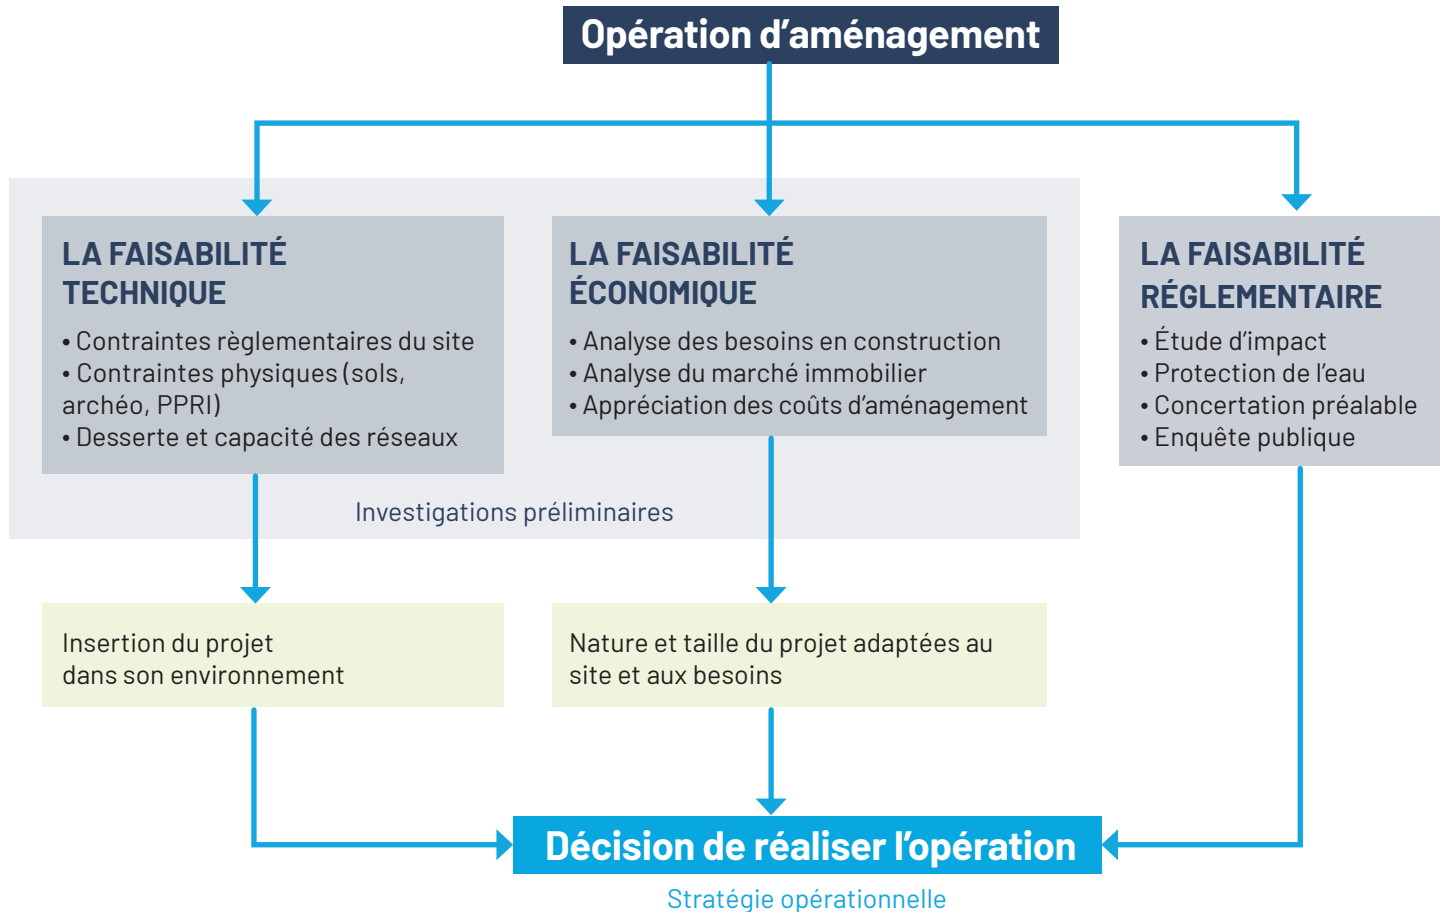 Opération d'aménagement
LA FAISABILITÉ
TECHNIQUE
• Contraintes règlementaires du site
• Contraintes physiques (sols,
archéo, PPRI)
• Desserte et capacité des réseaux
LA FAISABILITÉ
ÉCONOMIQUE
• Analyse des besoins en construction
• Analyse du marché immobilier
• Appréciation des coûts d'aménagement
LA FAISABILITÉ
RÉGLEMENTAIRE
• Étude d'impact
• Protection de l'eau
• Concertation préalable
• Enquête publique
Investigations préliminaires
Insertion du projet
dans son environnement
Nature et taille du projet adaptées au
site et aux besoins
Décision de réaliser l'opération
Stratégie opérationnelle